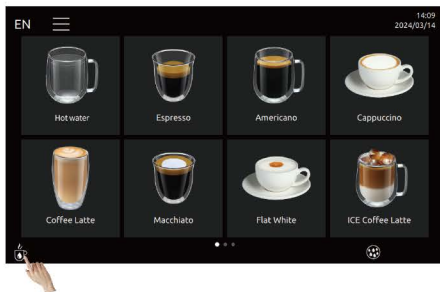 EN
14:09
2024/03/14
Hot water
Espresso
Americano
Cappuccino
Coffee Latte
Macchiato
Flat White
ICE Coffee Latte